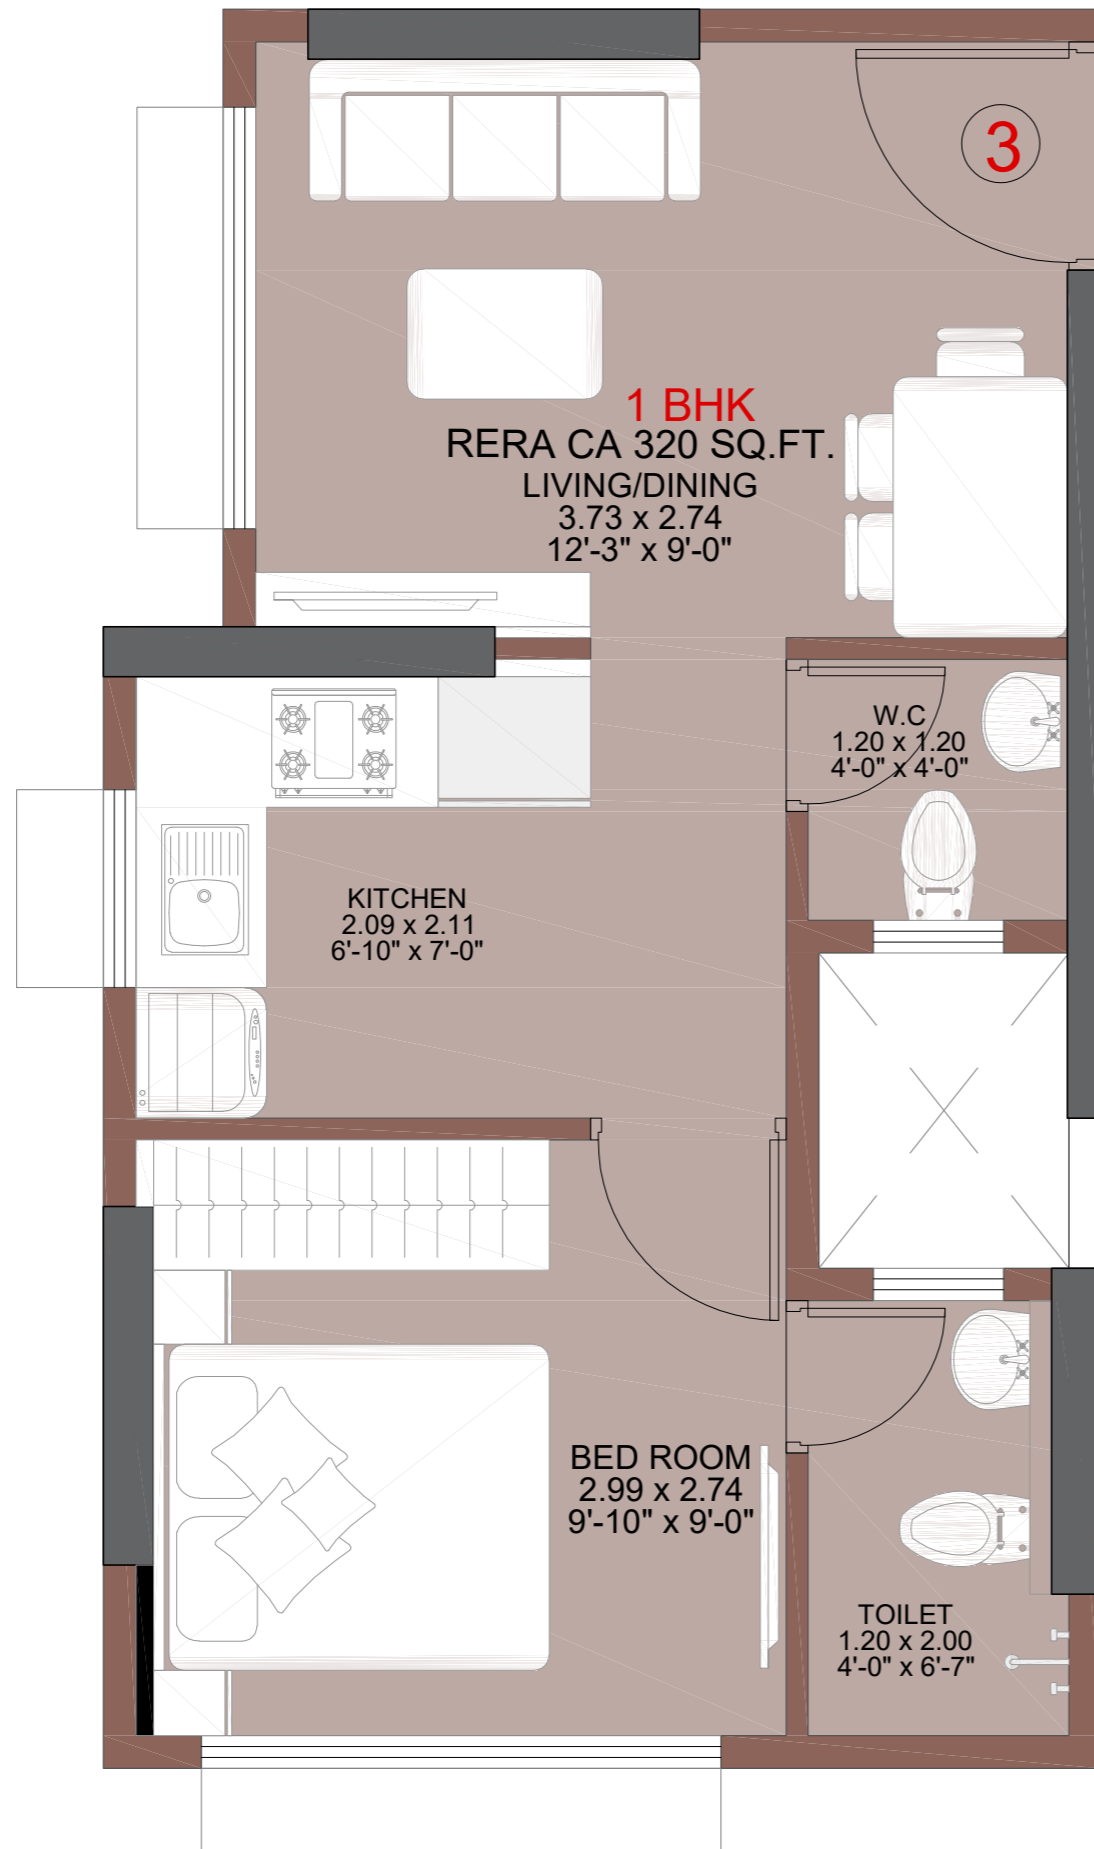 3
1 BHK
RERA CA 320 SQ.FT.
LIVING/DINING
3.73 x 2.74
12'-3" x 9'-0"
W.C
1.20 x 1.20
4'-0" x 4'-0"
KITCHEN
2.09 x 2.11
6'-10" x 7'-0"
BED ROOM
2.99 x 2.74
9'-10" x 9'-0"
TOILET
1.20 x 2.00
4'-0" x 6'-7"